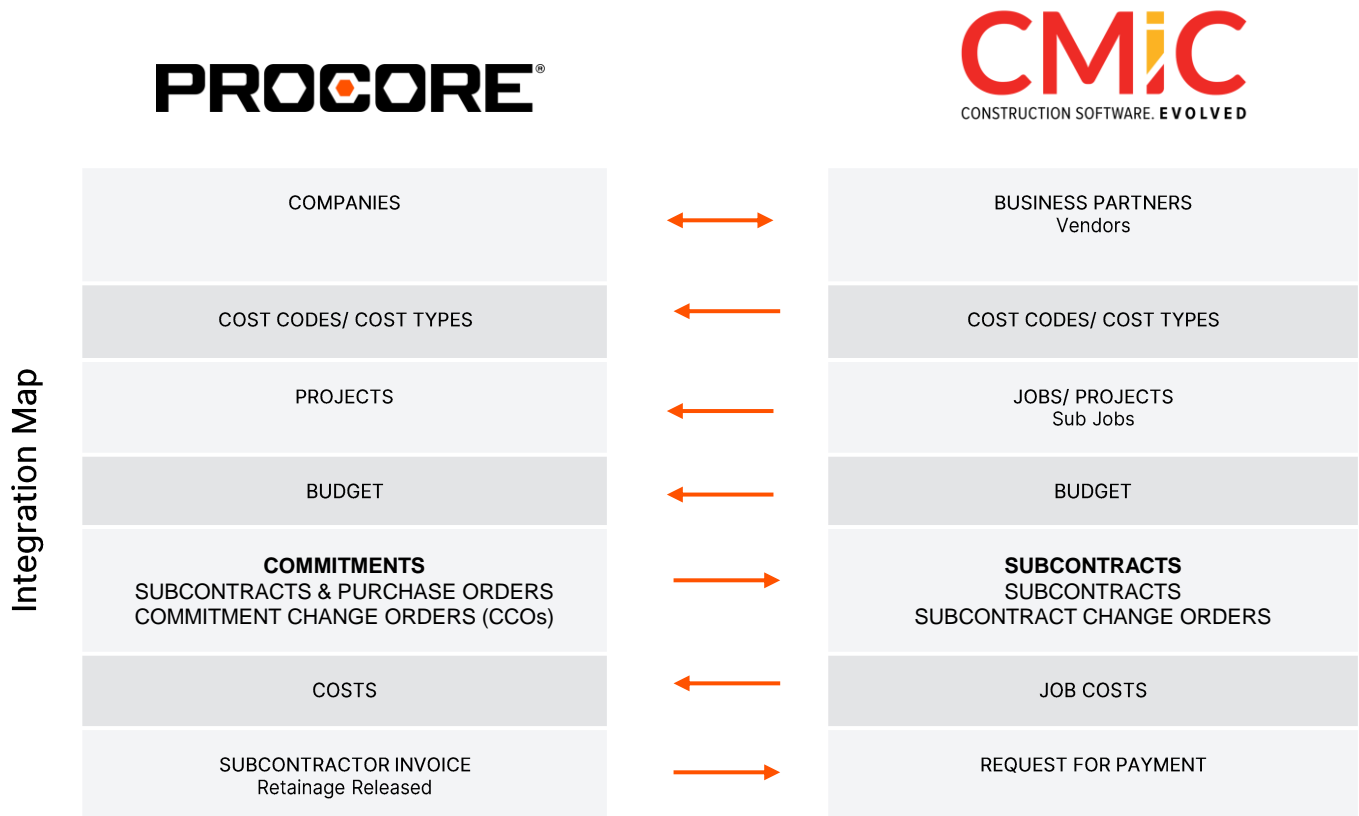 PROCORE®
CMiC
CONSTRUCTION SOFTWARE. EVOLVED
Integration Map
COMPANIES
BUSINESS PARTNERS
Vendors
COST CODES/ COST TYPES
COST CODES/ COST TYPES
PROJECTS
JOBS/ PROJECTS
Sub Jobs
BUDGET
BUDGET
COMMITMENTS
SUBCONTRACTS & PURCHASE ORDERS
COMMITMENT CHANGE ORDERS (CCOs)
SUBCONTRACTS
SUBCONTRACTS
SUBCONTRACT CHANGE ORDERS
COSTS
JOB COSTS
SUBCONTRACTOR INVOICE
Retainage Released
REQUEST FOR PAYMENT